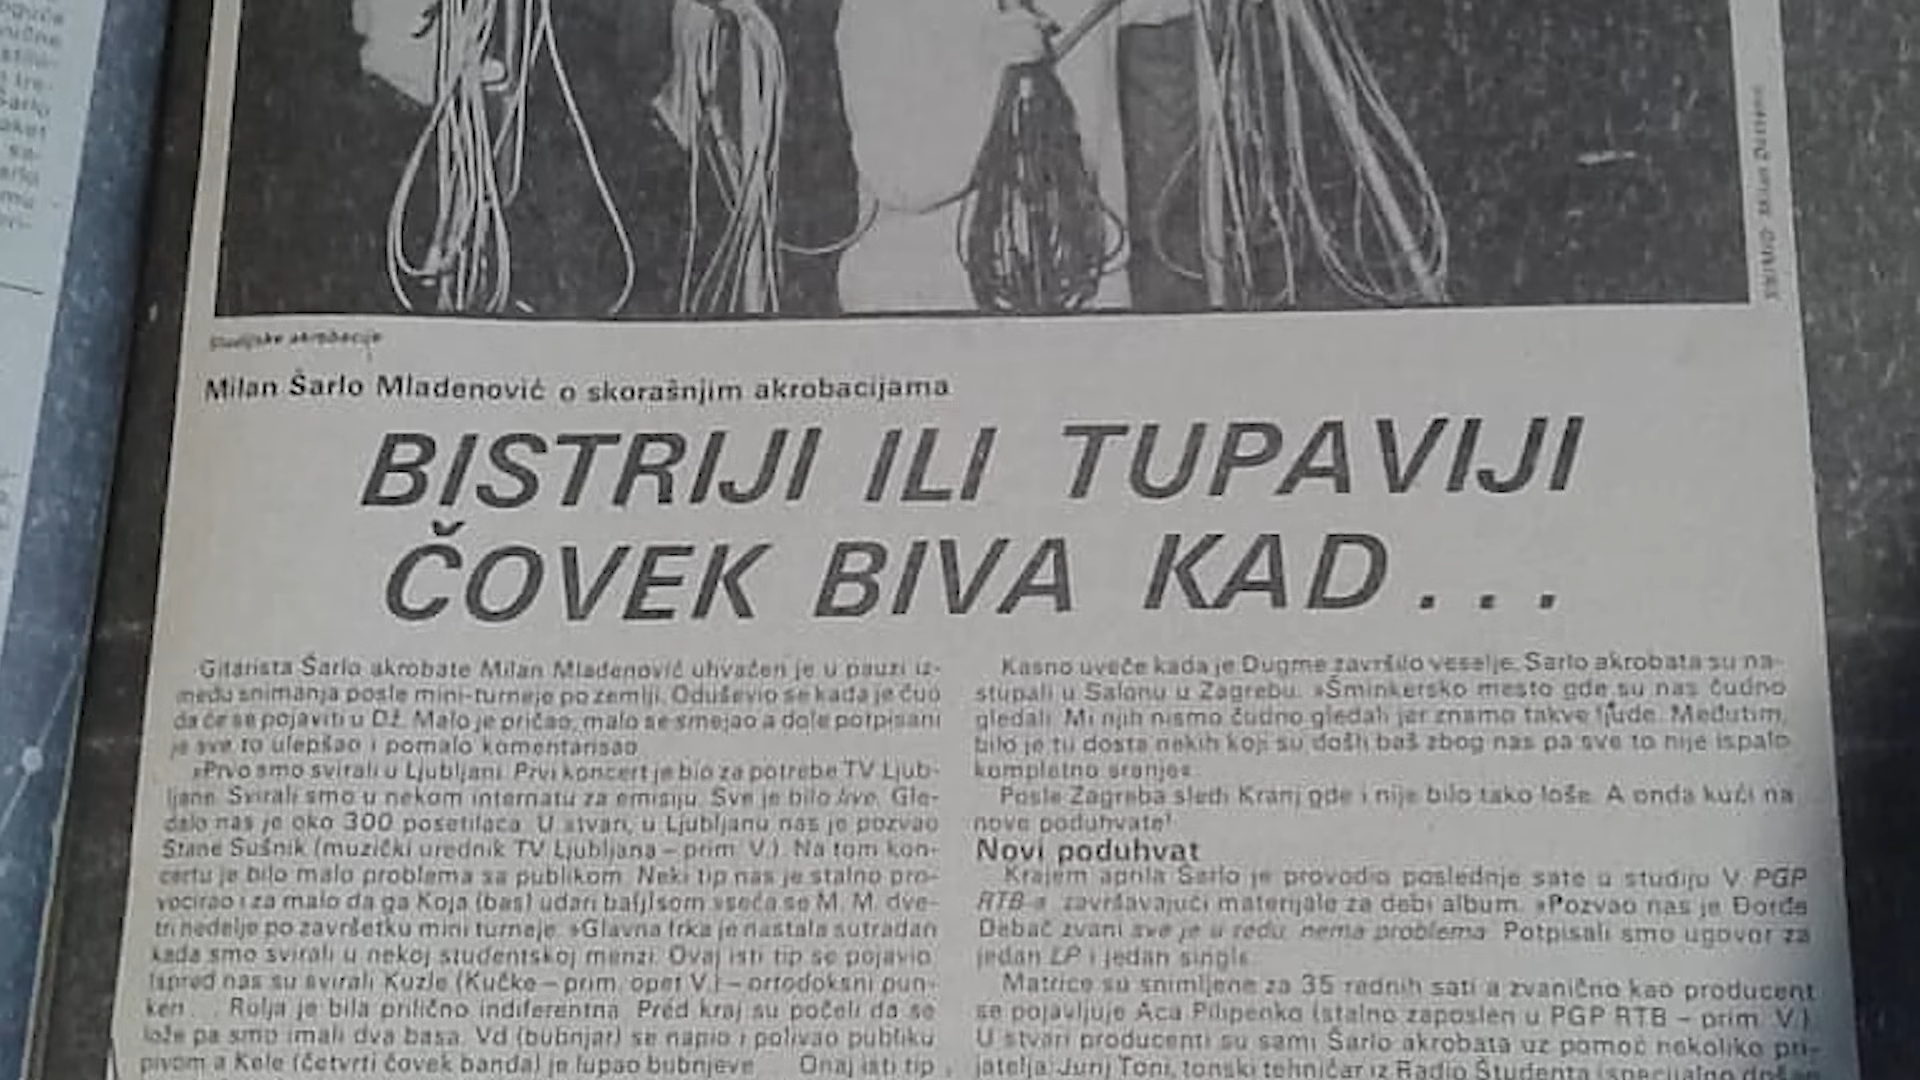 Studijske akrobacije
Milan Šarlo Mladenović o skorašnjim akrobacijama
BISTRIJI ILI TUPAVIJI
ČOVEK BIVA KAD...
Gitarista Šarlo akrobate Milan Mladenović uhvaćen je u pauzi iz-
među snimanja posle mini-turneje po zemlji. Oduševio se kada je čuo
da će se pojaviti u Dž. Malo je pričao, malo se smejao a dole potpisani
je sve to ulepšao i pomalo komentarisao.
»Prvo smo svirali u Ljubljani. Prvi koncert je bio za potrebe TV Ljub-
ljane. Svirali smo u nekom internatu za emisiju. Sve je bilo live. Gle-
dalo nas je oko 300 posetilaca. U stvari, u Ljubljanu nas je pozvao
Stane Sušnik (muzički urednik TV Ljubljana – prim. V.). Na tom kon-
certu je bilo malo problema sa publikom. Neki tip nas je stalno pro-
vocirao i za malo da ga Koja (bas) udari bas
som »seća se M. M. dve-
tri nedelje po završetku mini turneje. »Glavna frka je nastala sutradan
kada smo svirali u nekoj studentskoj menzi. Ovaj isti tip se pojavio.
Ispred nas su svirali Kuzle (Kučke – prim. opet V.) – ortodoksni pun-
keri... Rulja je bila prilično indiferentna. Pred kraj su počeli da se
lože pa smo imali dva basa. Vd (bubnjar) se napio i polivao publiku
pivom a Kele (četvrti čovek banda) je lupao bubnjeve... Onaj isti tip
Kasno uveče kada je Dugme završilo veselje, Šarlo akrobata su na-
stupali u Salonu u Zagrebu. »Šminkersko mesto gde su nas čudno
gledali. Mi njih nismo čudno gledali jer znamo takve ljude. Međutim,
bilo je tu dosta nekih koji su došli baš zbog nas pa sve to nije ispalo
kompletno sranje«.
Posle Zagreba sledi Kranj gde i nije bilo tako loše. A onda kući na
nove poduhvate!
Novi poduhvat
Krajem aprila Šarlo je provodio poslednje sate u studiju V PGP
RTB-a završavajući materijale za debi album. »Pozvao nas je Đorđe
Debač zvani sve je u redu, nema problema. Potpisali smo ugovor za
jedan LP i jedan singl«.
Matrice su snimljene za 35 radnih sati a zvanično kao producent
se pojavljuje Aca Pilipenko (stalno zaposlen u PGP RTB – prim. V.).
U stvari producenti su sami Šarlo akrobata uz pomoć nekoliko pri-
jatelja: Jurij Toni, tonski tehničar iz Radio Študenta (specijalno došao